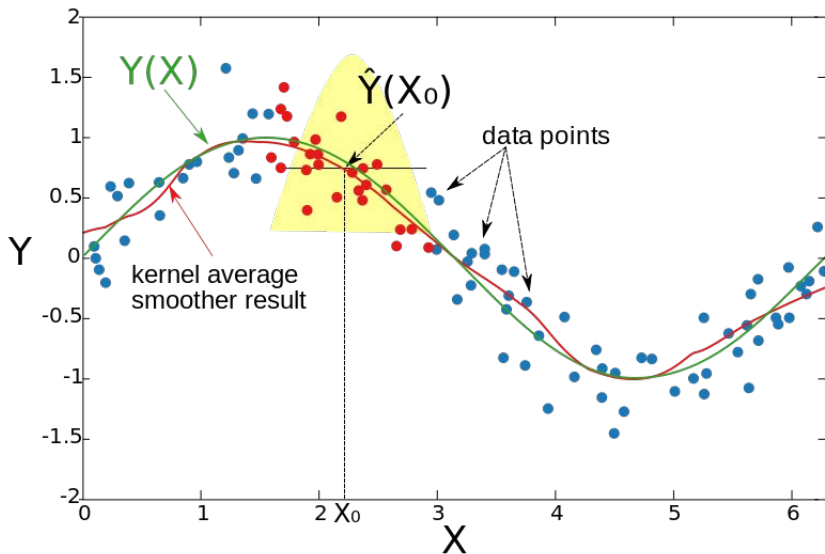 2
1.5
1
0.5
0
-0.5
-1
-1.5
-2
Y
Y(X)
Ŷ(X₀)
data points
kernel average
smoother result
0 1 2 X₀ 3 4 5 6
X